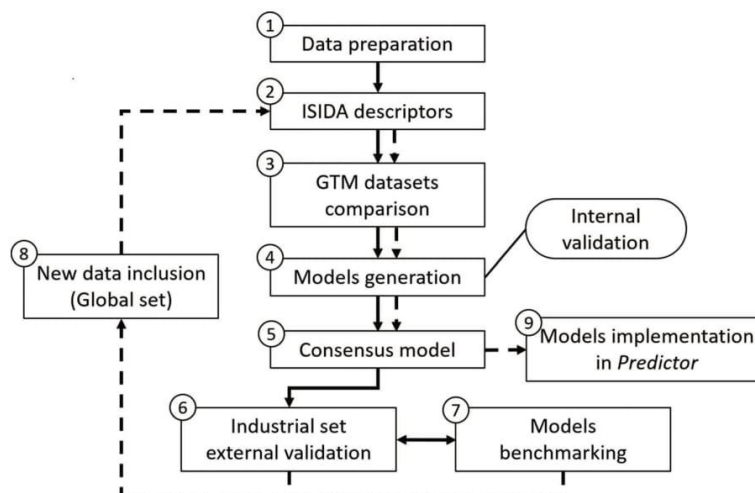 1
Data preparation
2
ISIDA descriptors
3
GTM datasets
comparison
Internal
validation
8
New data inclusion
(Global set)
4
Models generation
5
Consensus model
9
Models implementation
in Predictor
6
Industrial set
external validation
7
Models
benchmarking